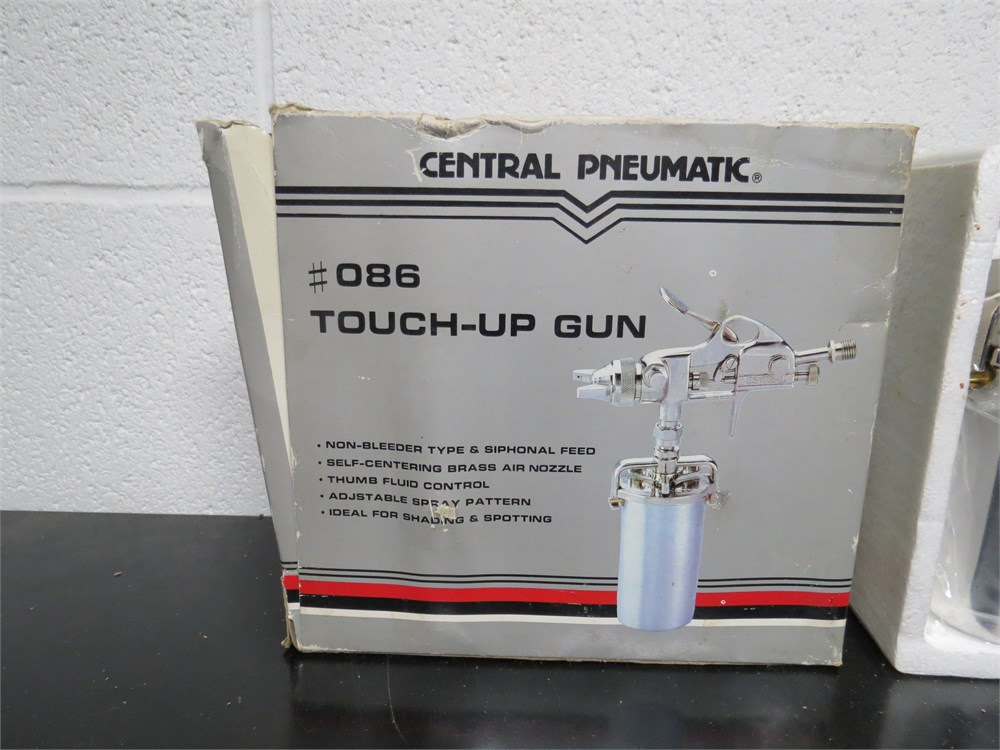 CENTRAL PNEUMATIC®
#086
TOUCH-UP GUN
• NON-BLEEDER TYPE & SIPHONAL FEED
• SELF-CENTERING BRASS AIR NOZZLE
• THUMB FLUID CONTROL
• ADJSTABLE SPRAY PATTERN
• IDEAL FOR SHADING & SPOTTING